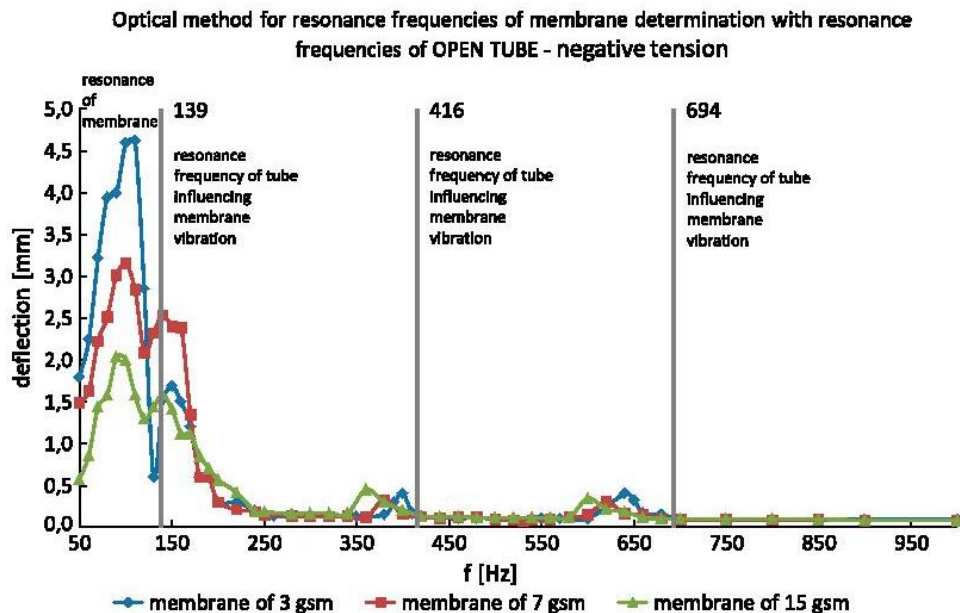 Optical method for resonance frequencies of membrane determination with resonance
frequencies of OPEN TUBE - negative tension
resonance
of
membrane
139
resonance
frequency of tube
influencing
membrane
vibration
416
resonance
frequency of tube
influencing
membrane
vibration
694
resonance
frequency of tube
influencing
membrane
vibration
5,0
4,5
4,0
3,5
3,0
2,5
2,0
1,5
1,0
0,5
0,0
deflection [mm]
50 150 250 350 450 550 650 750 850 950
f [Hz]
membrane of 3 gsm membrane of 7 gsm membrane of 15 gsm